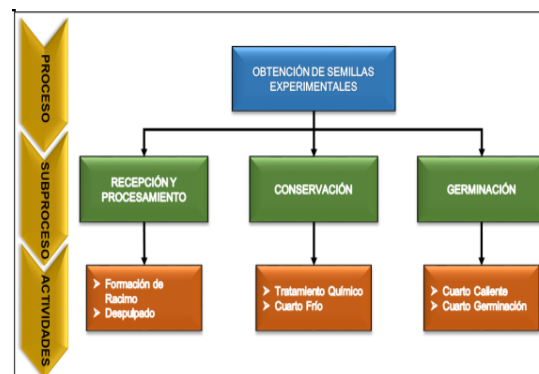 PROCESO
OBTENCIÓN DE SEMILLAS
EXPERIMENTALES
SUBPROCESO
RECEPCIÓN Y
PROCESAMIENTO
CONSERVACIÓN
GERMINACIÓN
ACTIVIDADES
Formación de
Racimo
Despulpado
Tratamiento Químico
Cuarto Frío
Cuarto Caliente
Cuarto Germinación